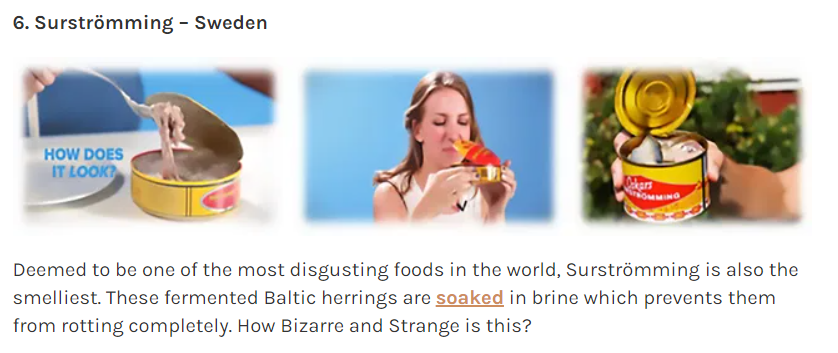 6. Surströmming – Sweden
HOW DOES
IT LOOK?
Oskars
SURSTRÖMMING
Deemed to be one of the most disgusting foods in the world, Surströmming is also the
smelliest. These fermented Baltic herrings are soaked in brine which prevents them
from rotting completely. How Bizarre and Strange is this?